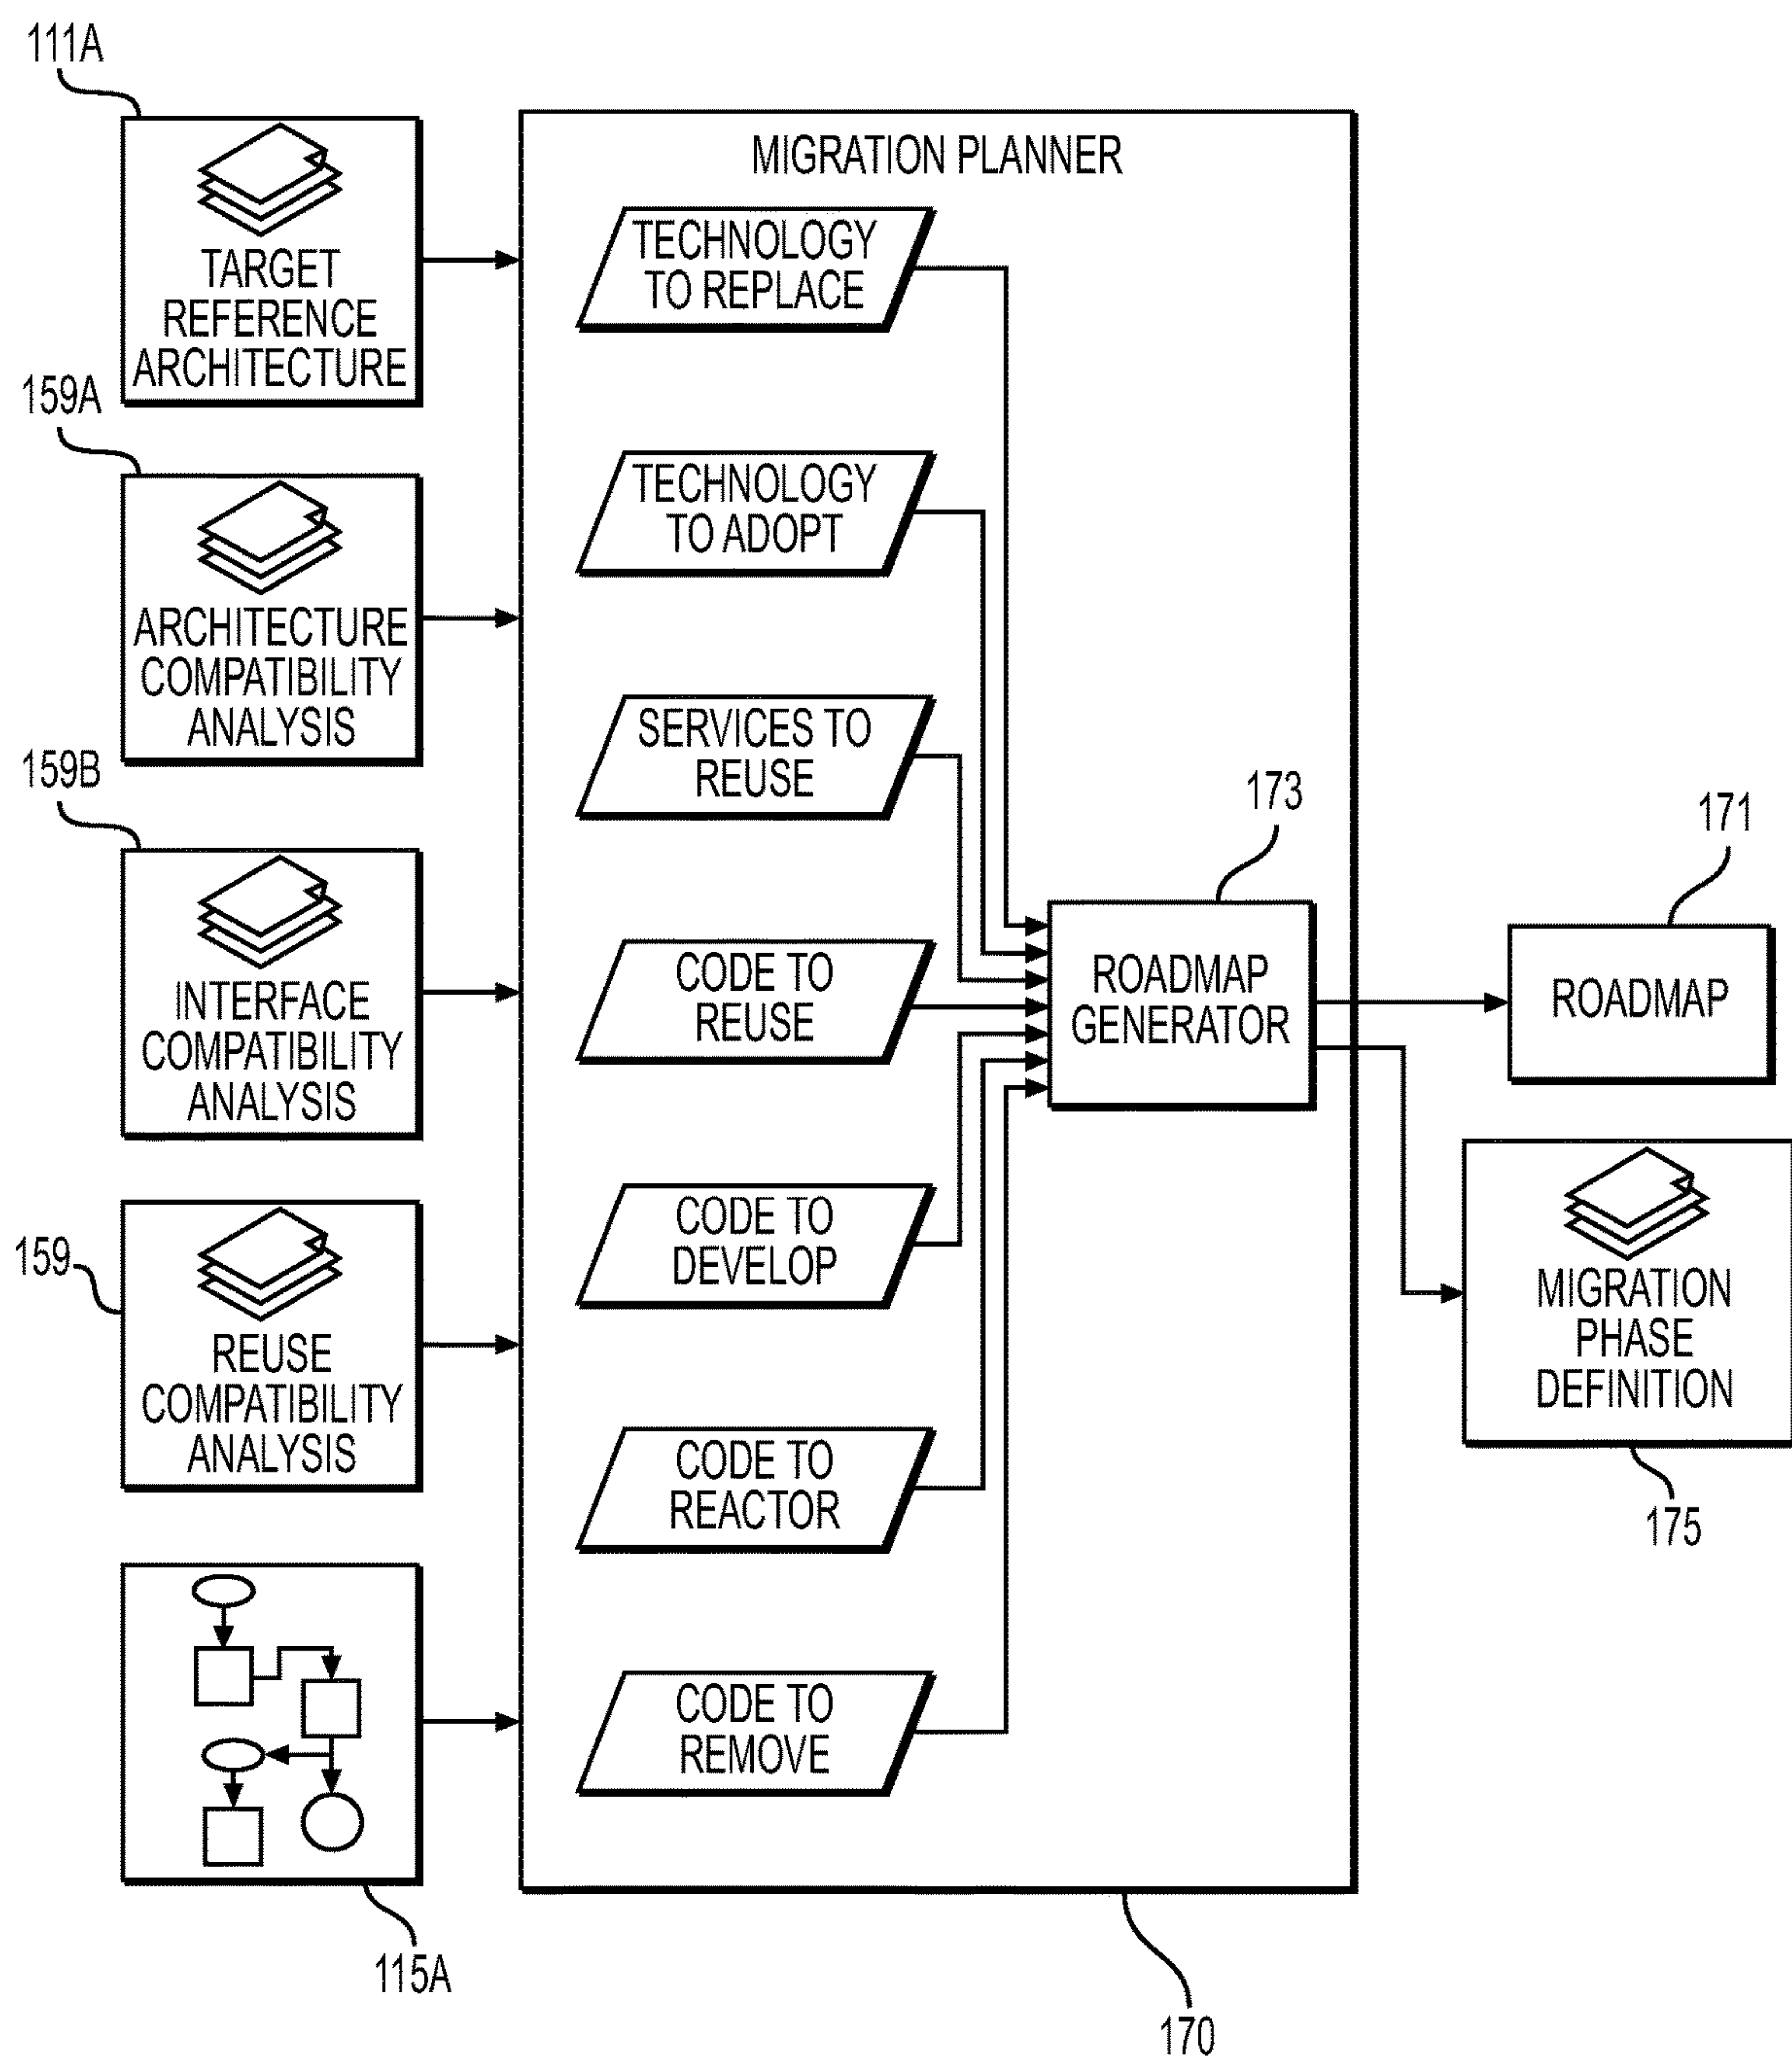 111A
TARGET
REFERENCE
ARCHITECTURE
159A
ARCHITECTURE
COMPATIBILITY
ANALYSIS
159B
INTERFACE
COMPATIBILITY
ANALYSIS
159
REUSE
COMPATIBILITY
ANALYSIS
115A
MIGRATION PLANNER
TECHNOLOGY
TO REPLACE
TECHNOLOGY
TO ADOPT
SERVICES TO
REUSE
CODE TO
REUSE
CODE TO
DEVELOP
CODE TO
REACTOR
CODE TO
REMOVE
173
ROADMAP
GENERATOR
170
171
ROADMAP
MIGRATION
PHASE
DEFINITION
175